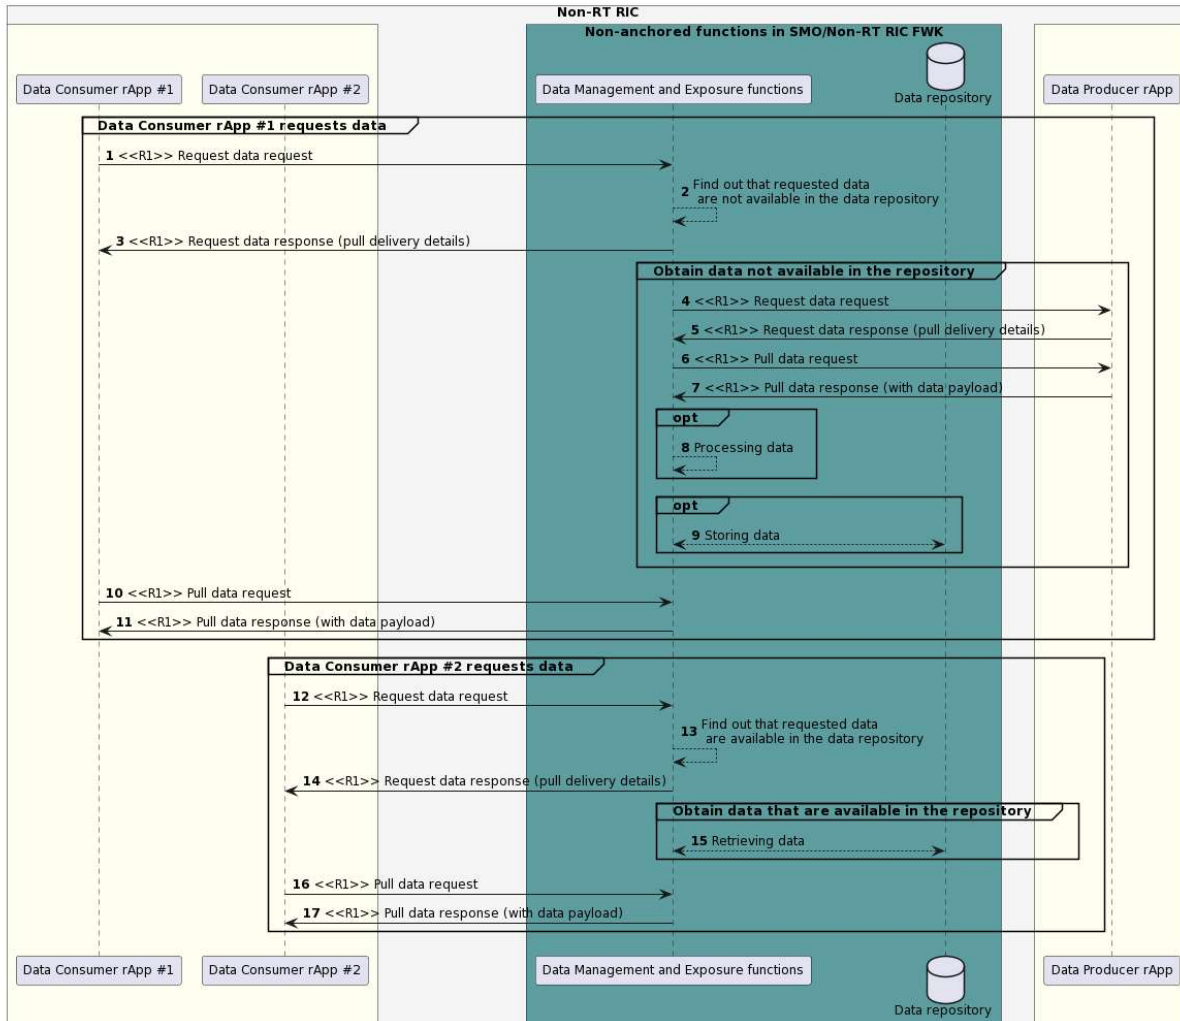 Non-RT RIC
Non-anchored functions in SMO/Non-RT RIC FWK
Data Consumer rApp #1
Data Consumer rApp #2
Data Management and Exposure functions
Data repository
Data Producer rApp
Data Consumer rApp #1 requests data
1 <<R1>> Request data request
2 Find out that requested data
are not available in the data repository
3 <<R1>> Request data response (pull delivery details)
Obtain data not available in the repository
4 <<R1>> Request data request
5 <<R1>> Request data response (pull delivery details)
6 <<R1>> Pull data request
7 <<R1>> Pull data response (with data payload)
opt
8 Processing data
opt
9 Storing data
10 <<R1>> Pull data request
11 <<R1>> Pull data response (with data payload)
Data Consumer rApp #2 requests data
12 <<R1>> Request data request
13 Find out that requested data
are available in the data repository
14 <<R1>> Request data response (pull delivery details)
Obtain data that are available in the repository
15 Retrieving data
16 <<R1>> Pull data request
17 <<R1>> Pull data response (with data payload)
Data Consumer rApp #1
Data Consumer rApp #2
Data Management and Exposure functions
Data repository
Data Producer rApp